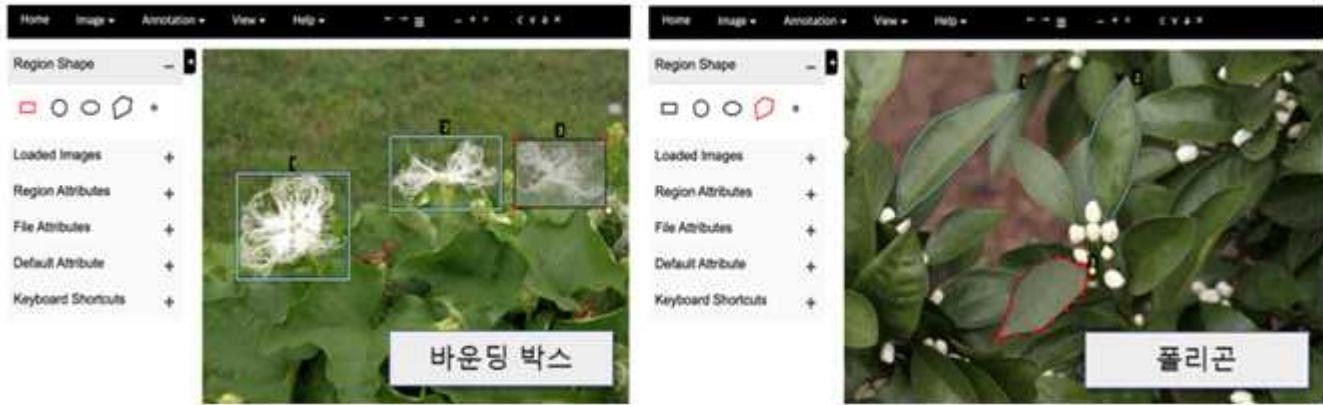 Home Image Annotation View Help
Region Shape
Loaded Images
Region Attributes
File Attributes
Default Attribute
Keyboard Shortcuts
바운딩 박스
Home Image Annotation View Help
Region Shape
Loaded Images
Region Attributes
File Attributes
Default Attribute
Keyboard Shortcuts
폴리곤